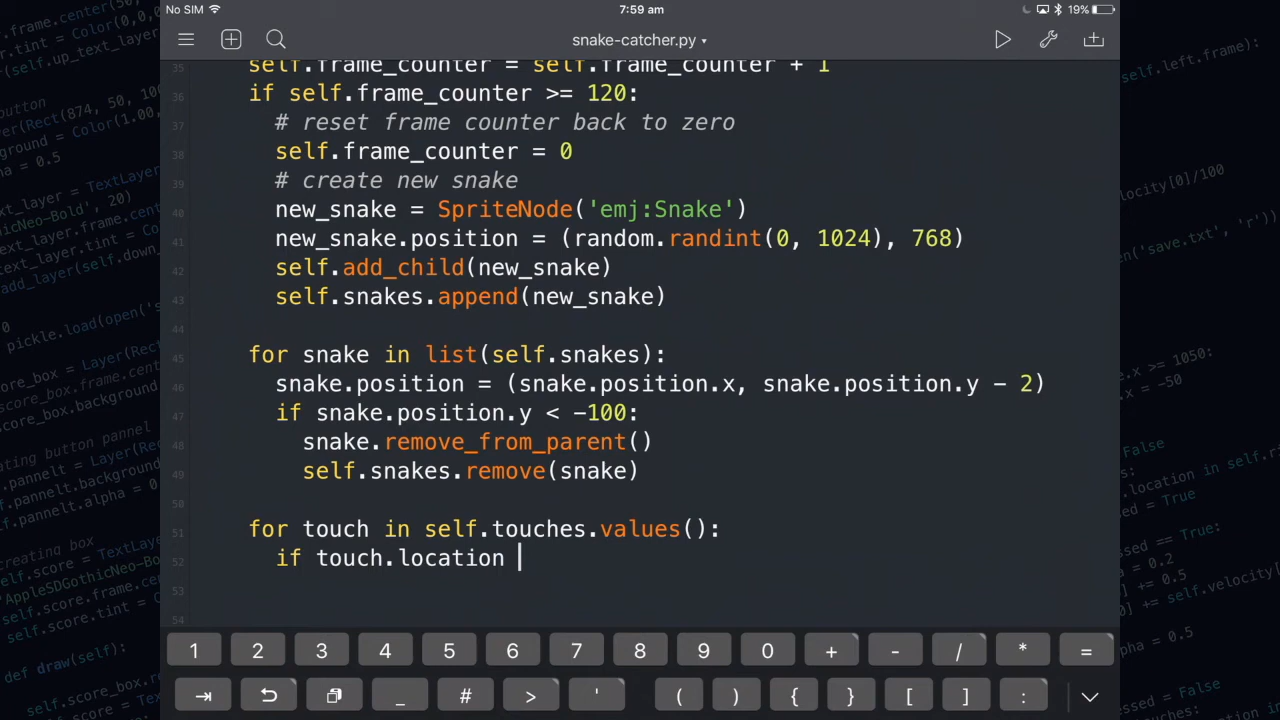 No SIM 7:59 am 19%
snake-catcher.py
35 self.frame_counter = self.frame_counter + 1
36 if self.frame_counter >= 120:
37 # reset frame counter back to zero
38 self.frame_counter = 0
39 # create new snake
40 new_snake = SpriteNode('emj:Snake')
41 new_snake.position = (random.randint(0, 1024), 768)
42 self.add_child(new_snake)
43 self.snakes.append(new_snake)
44
45 for snake in list(self.snakes):
46 snake.position = (snake.position.x, snake.position.y - 2)
47 if snake.position.y < -100:
48 snake.remove_from_parent()
49 self.snakes.remove(snake)
50
51 for touch in self.touches.values():
52 if touch.location
53
54
1 2 3 4 5 6 7 8 9 0 + - / * =
_ # > ' ( ) { } [ ] :